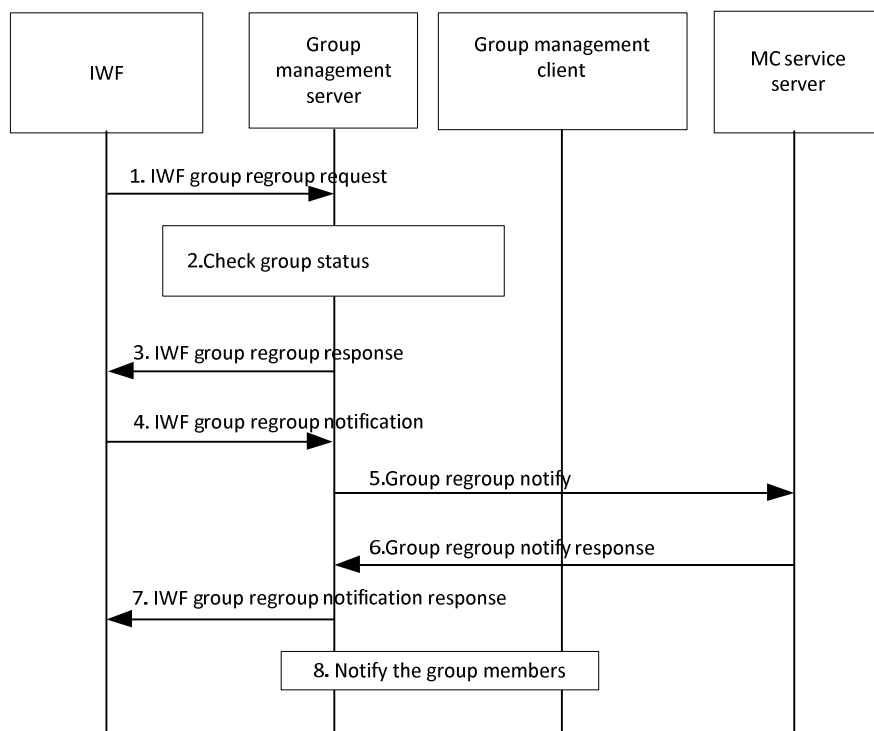 IWF
Group
management
server
Group management
client
MC service
server
1. IWF group regroup request
2.Check group status
3. IWF group regroup response
4. IWF group regroup notification
5.Group regroup notify
6.Group regroup notify response
7. IWF group regroup notification response
8. Notify the group members